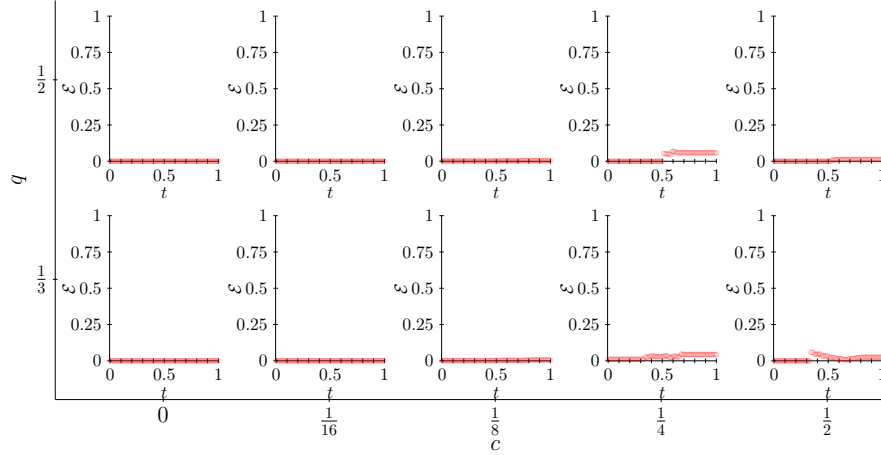 1 1 1 1 1
0.75 0.75 0.75 0.75 0.75
1/2 ℰ 0.5 ℰ 0.5 ℰ 0.5 ℰ 0.5 ℰ 0.5
0.25 0.25 0.25 0.25 0.25
0 0 0 0 0
0 0.5 1 0 0.5 1 0 0.5 1 0 0.5 1 0 0.5 1
q
t t t t t
1 1 1 1 1
0.75 0.75 0.75 0.75 0.75
1/3 ℰ 0.5 ℰ 0.5 ℰ 0.5 ℰ 0.5 ℰ 0.5
0.25 0.25 0.25 0.25 0.25
0 0 0 0 0
0 0.5 1 0 0.5 1 0 0.5 1 0 0.5 1 0 0.5 1
t t t t t
0 1/16 1/8 1/4 1/2
c